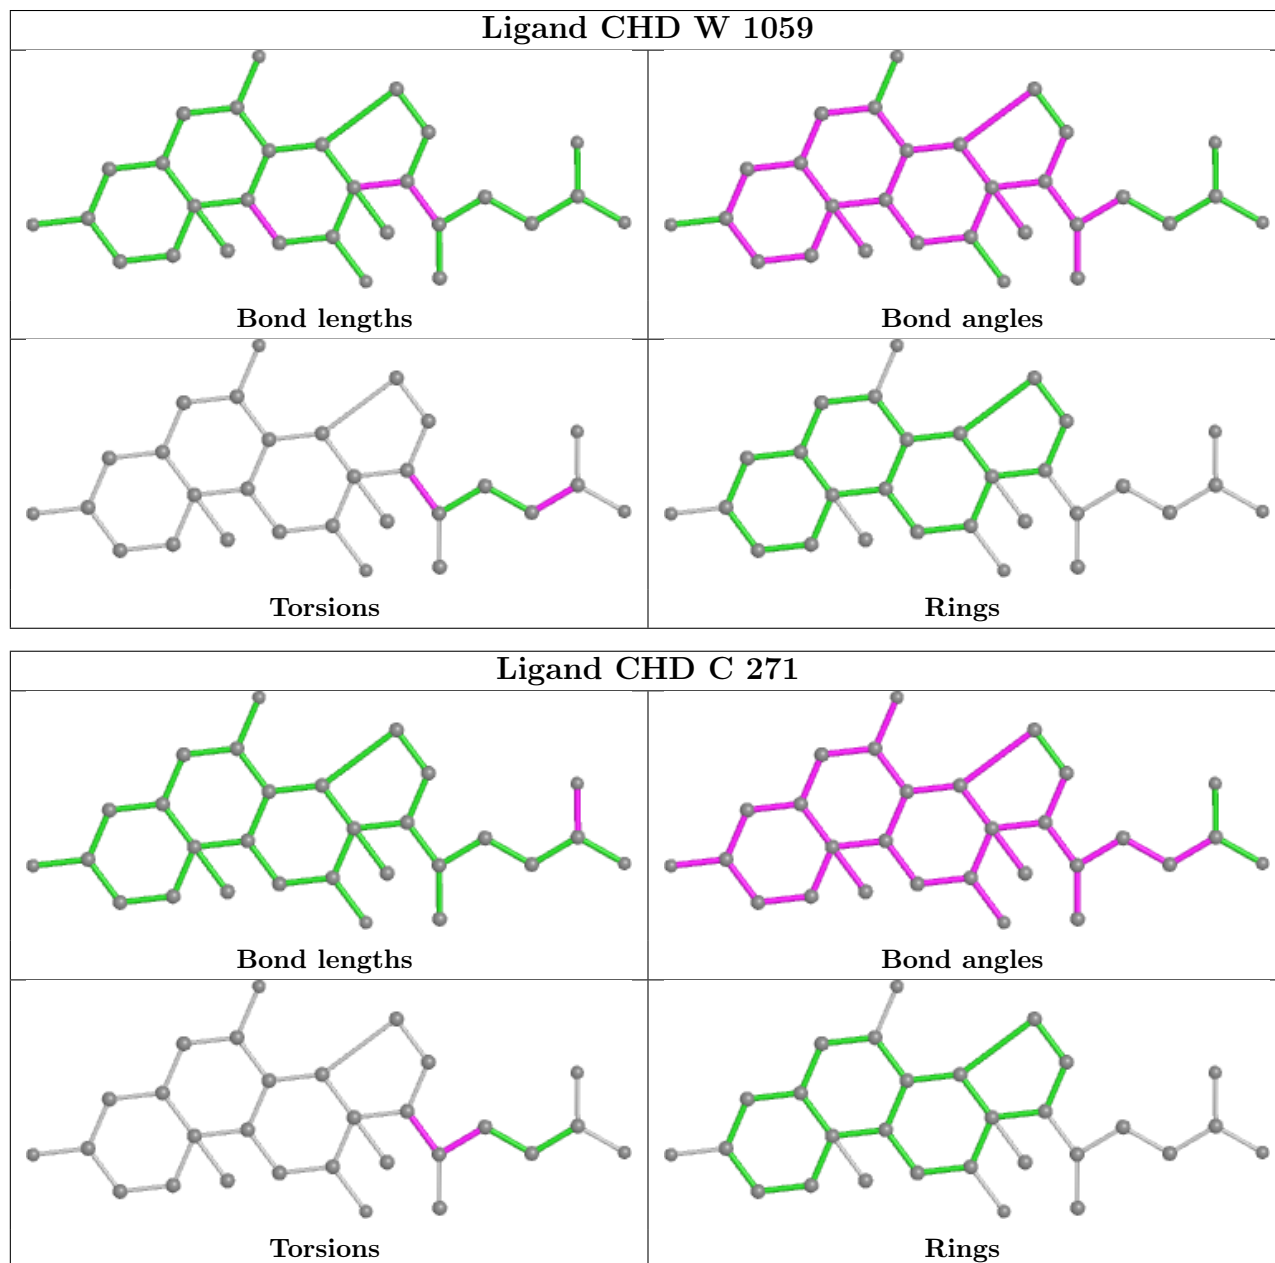 Ligand CHD W 1059
Bond lengths
Bond angles
Torsions
Rings
Ligand CHD C 271
Bond lengths
Bond angles
Torsions
Rings